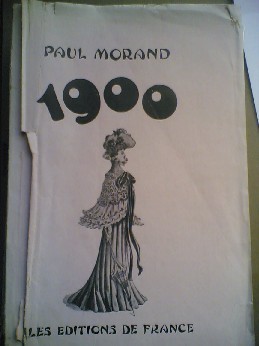 PAUL MORAND
1900
LES EDITIONS DE FRANCE